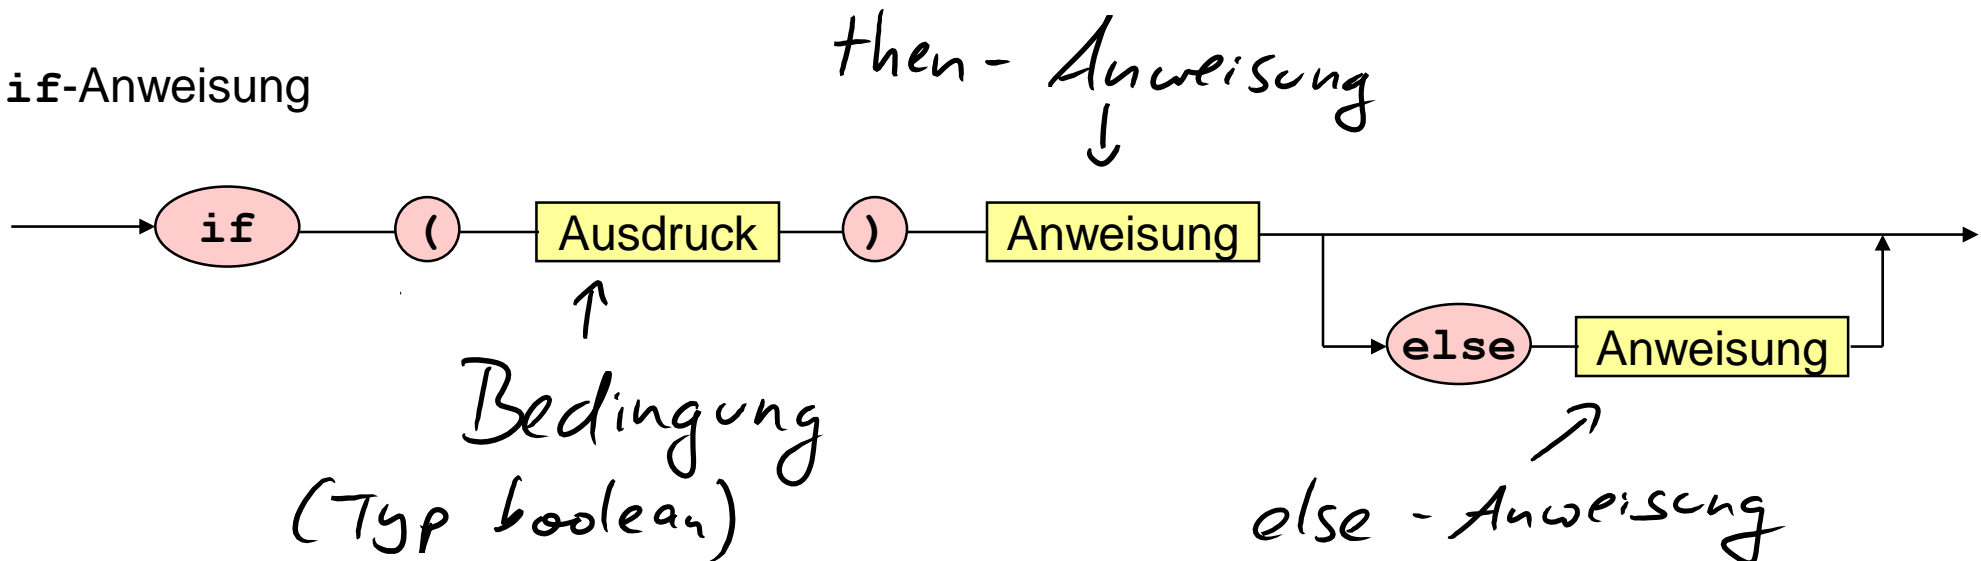 then - Anweisung
if-Anweisung
if ( Ausdruck ) Anweisung
else Anweisung
Bedingung
(Typ boolean)
else - Anweisung